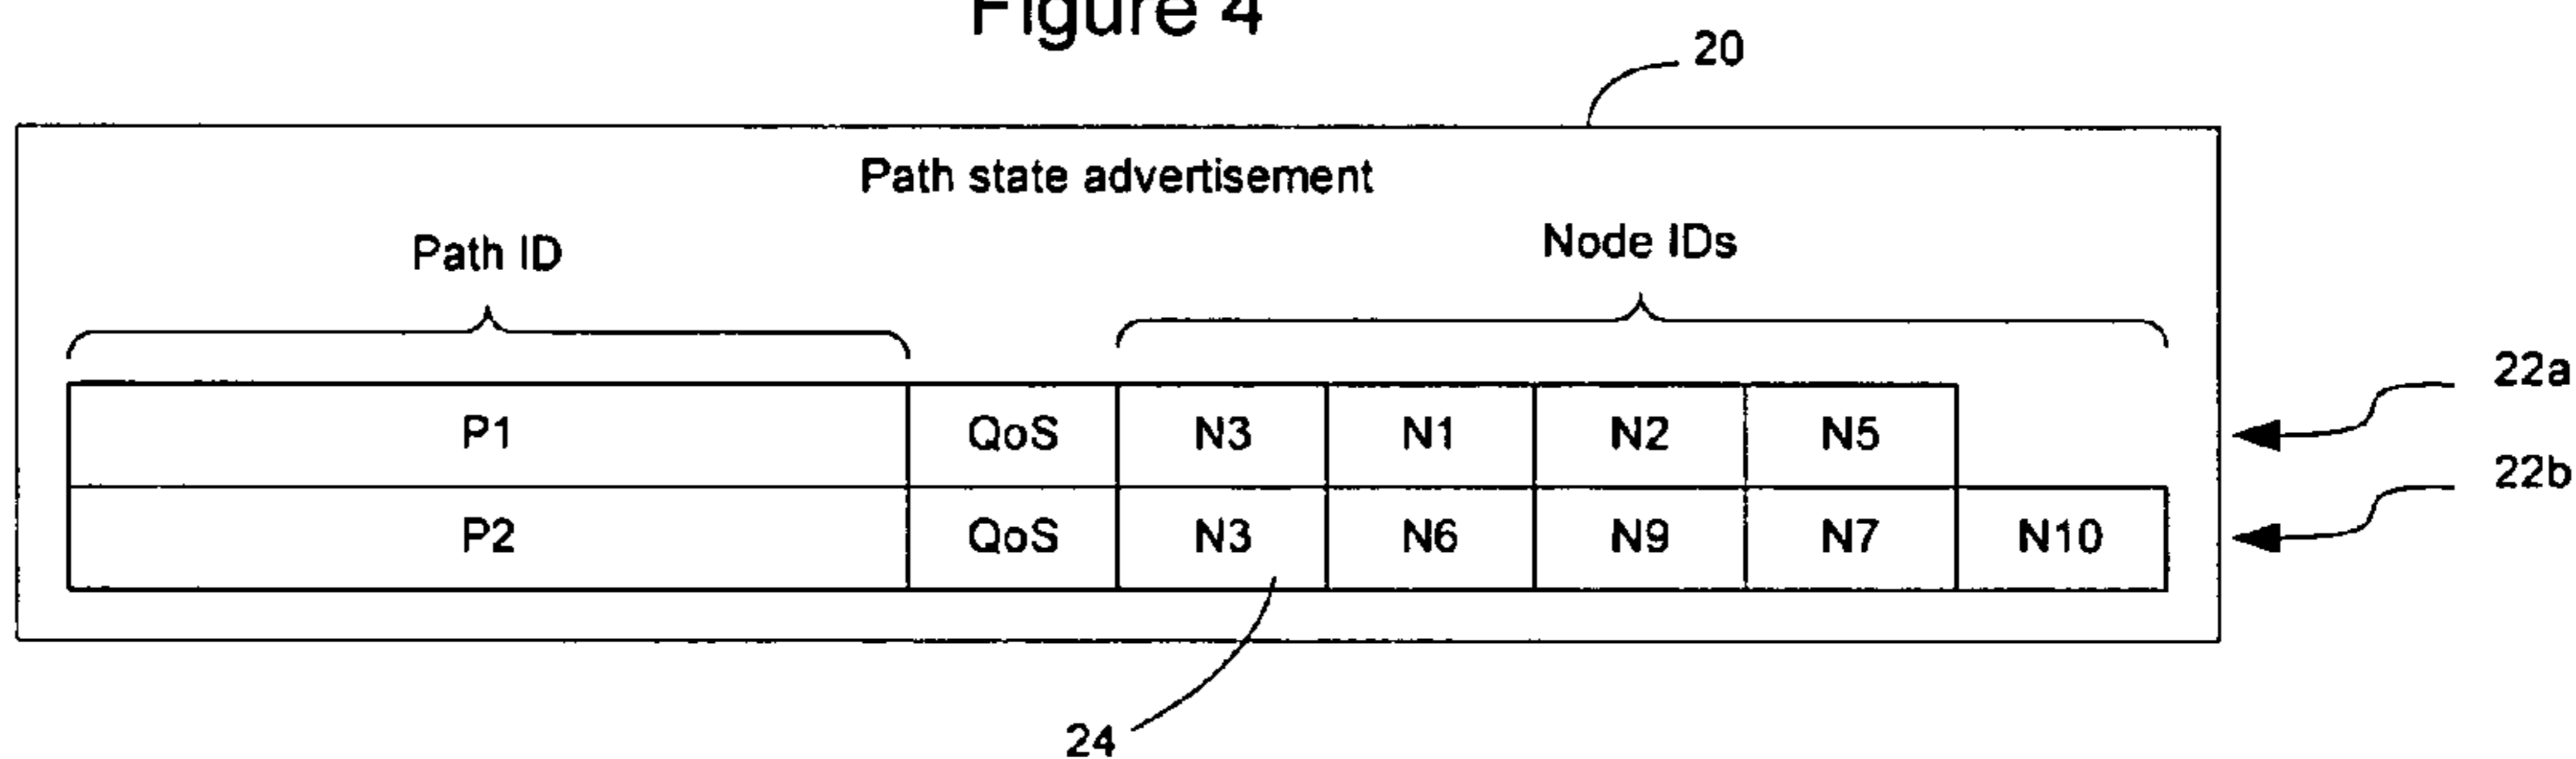 Figure 4
20
Path state advertisement
Path ID
Node IDs
22a
P1 QoS N3 N1 N2 N5
22b
P2 QoS N3 N6 N9 N7 N10
24